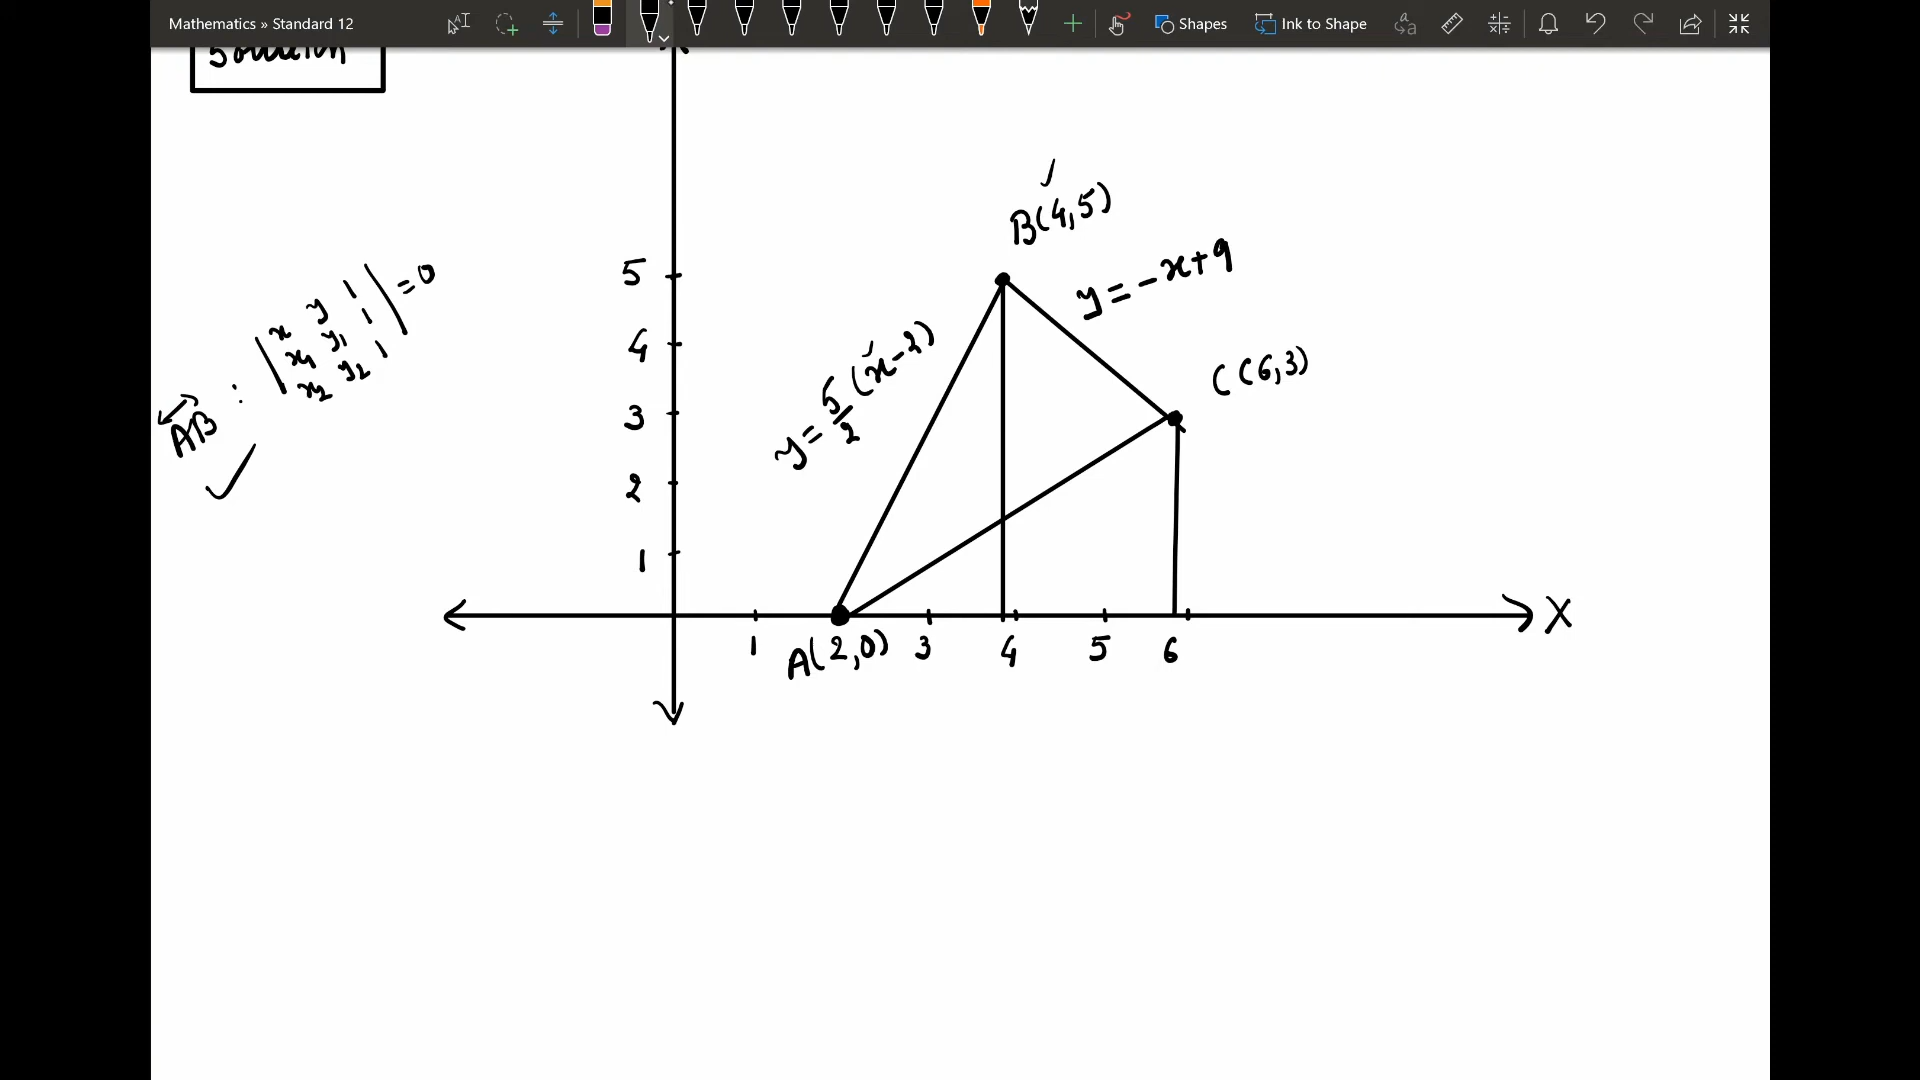 Mathematics » Standard 12
Shapes
Ink to Shape
Solution
B(4,5)
y = -x+9
5
y = 5/2 (x-2)
4
C(6,3)
AB : | x y 1 | = 0
x1 y1 1
x2 y2 1
3
2
1
X
1 A(2,0) 3 4 5 6